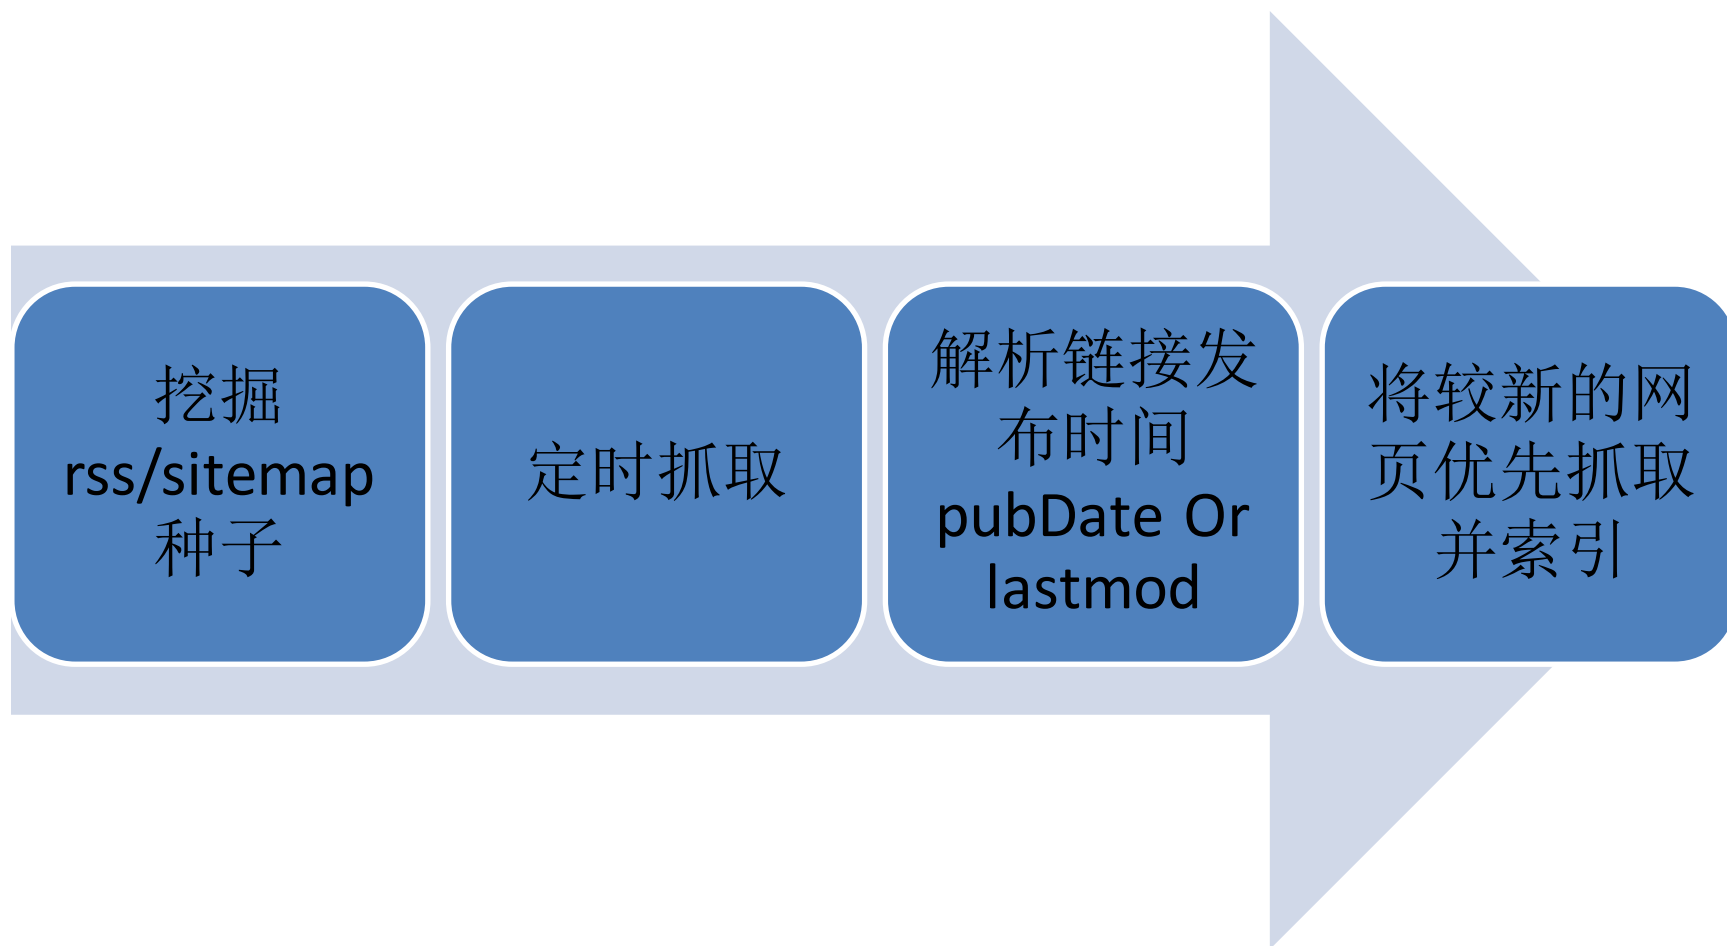 挖掘
rss/sitemap
种子
定时抓取
解析链接发
布时间
pubDate Or
lastmod
将较新的网
页优先抓取
并索引